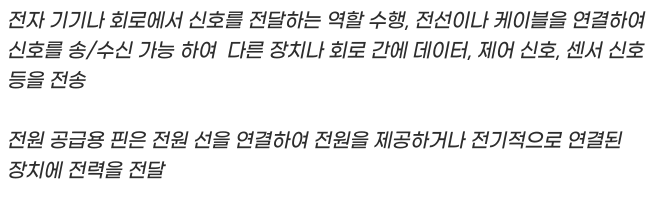 전자 기기나 회로에서 신호를 전달하는 역할 수행, 전선이나 케이블을 연결하여
신호를 송/수신 가능 하여  다른 장치나 회로 간에 데이터, 제어 신호, 센서 신호
등을 전송
전원 공급용 핀은 전원 선을 연결하여 전원을 제공하거나 전기적으로 연결된
장치에 전력을 전달